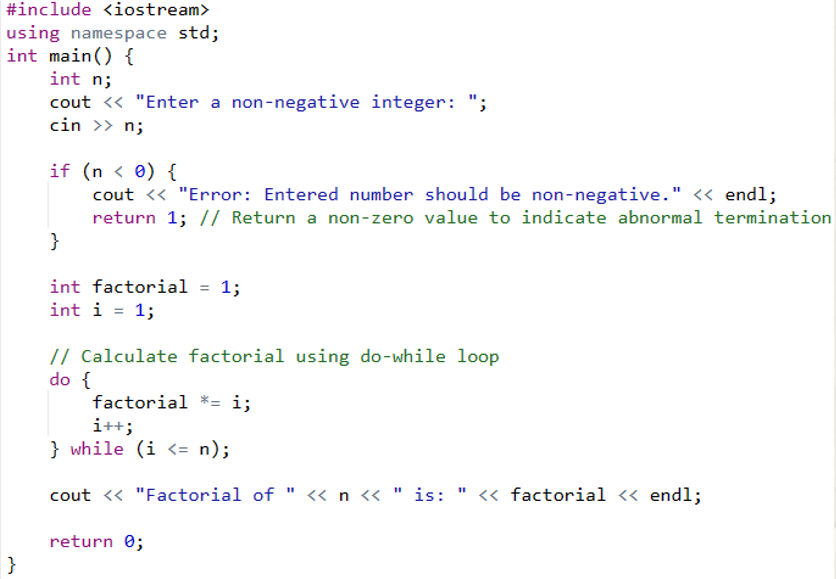 #include <iostream>
using namespace std;
int main() {
    int n;
    cout << "Enter a non-negative integer: ";
    cin >> n;

    if (n < 0) {
        cout << "Error: Entered number should be non-negative." << endl;
        return 1; // Return a non-zero value to indicate abnormal termination
    }

    int factorial = 1;
    int i = 1;

    // Calculate factorial using do-while loop
    do {
        factorial *= i;
        i++;
    } while (i <= n);

    cout << "Factorial of " << n << " is: " << factorial << endl;

    return 0;
}